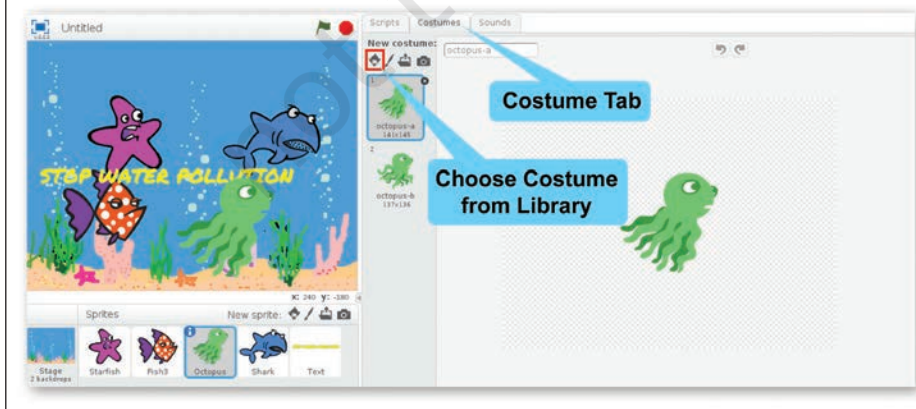 Untitled
Scripts Costumes Sounds
New costume:
octopus-a
1
octopus-a
141x145
2
octopus-b
Costume Tab
Choose Costume
from Library
STOP WATER POLLUTION
x: 240 y: -180
Sprites New sprite:
Stage
2 backdrops
Starfish Fish3 Octopus Shark Text